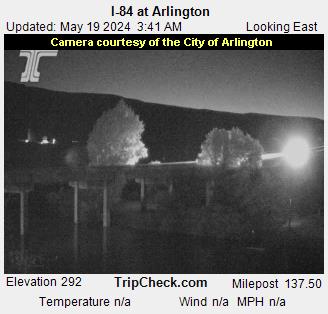 I-84 at Arlington
Updated: May 19 2024 3:41 AM Looking East
Camera courtesy of the City of Arlington
Elevation 292 TripCheck.com Milepost 137.50
Temperature n/a Wind n/a MPH n/a